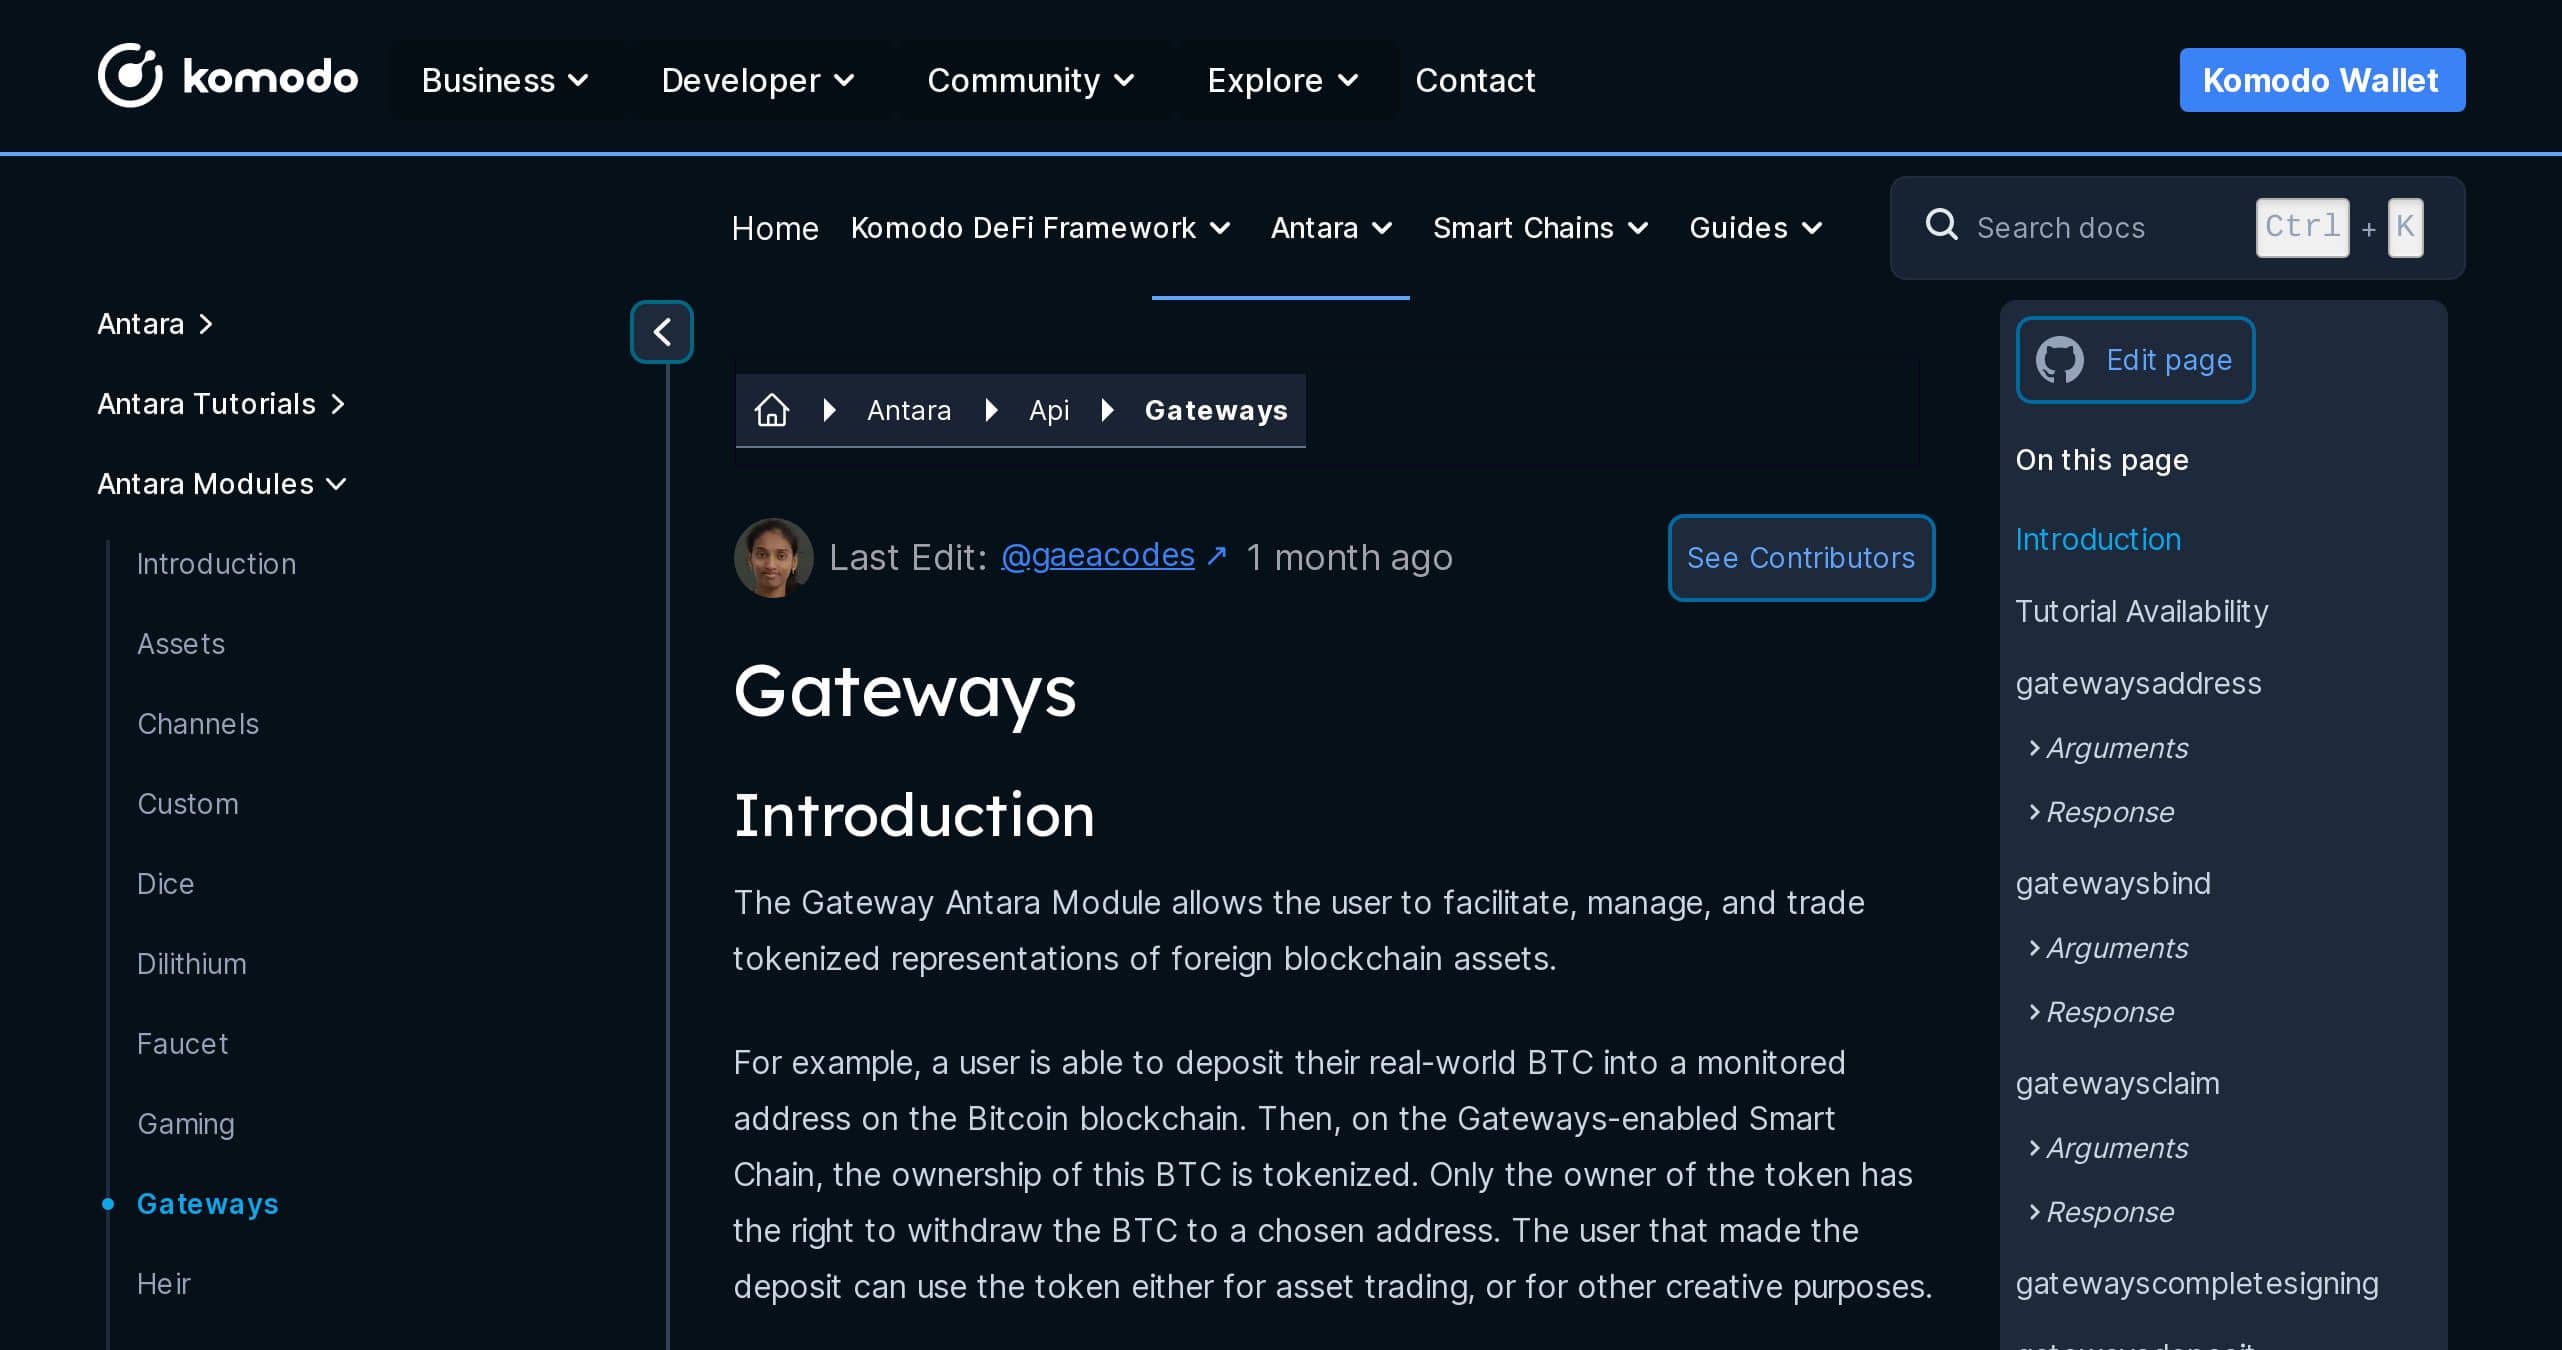 komodo Business Developer Community Explore Contact Komodo Wallet
Home Komodo DeFi Framework Antara Smart Chains Guides Search docs Ctrl + K
Antara
Antara Tutorials
Antara Modules
Introduction
Assets
Channels
Custom
Dice
Dilithium
Faucet
Gaming
Gateways
Heir
Antara Api Gateways
Last Edit: @gaeacodes ↗ 1 month ago See Contributors
Gateways
Introduction
The Gateway Antara Module allows the user to facilitate, manage, and trade
tokenized representations of foreign blockchain assets.
For example, a user is able to deposit their real-world BTC into a monitored
address on the Bitcoin blockchain. Then, on the Gateways-enabled Smart
Chain, the ownership of this BTC is tokenized. Only the owner of the token has
the right to withdraw the BTC to a chosen address. The user that made the
deposit can use the token either for asset trading, or for other creative purposes.
Edit page
On this page
Introduction
Tutorial Availability
gatewaysaddress
Arguments
Response
gatewaysbind
Arguments
Response
gatewaysclaim
Arguments
Response
gatewayscompletesigning